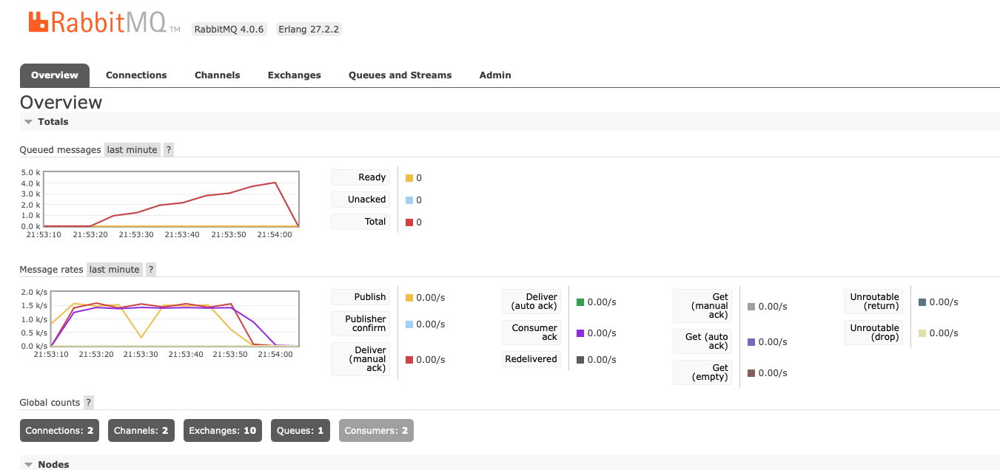 RabbitMQ TM RabbitMQ 4.0.6 Erlang 27.2.2
Overview Connections Channels Exchanges Queues and Streams Admin
Overview
Totals
Queued messages last minute ?
5.0 k
4.0 k
3.0 k
2.0 k
1.0 k
0.0 k
21:53:10 21:53:20 21:53:30 21:53:40 21:53:50 21:54:00
Ready 0
Unacked 0
Total 0
Message rates last minute ?
2.0 k/s
1.5 k/s
1.0 k/s
0.5 k/s
0.0 k/s
21:53:10 21:53:20 21:53:30 21:53:40 21:53:50 21:54:00
Publish 0.00/s
Publisher
confirm 0.00/s
Deliver
(manual
ack) 0.00/s
Deliver
(auto ack) 0.00/s
Consumer
ack 0.00/s
Redelivered 0.00/s
Get
(manual
ack) 0.00/s
Get (auto
ack) 0.00/s
Get
(empty) 0.00/s
Unroutable
(return) 0.00/s
Unroutable
(drop) 0.00/s
Global counts ?
Connections: 2 Channels: 2 Exchanges: 10 Queues: 1 Consumers: 2
Nodes